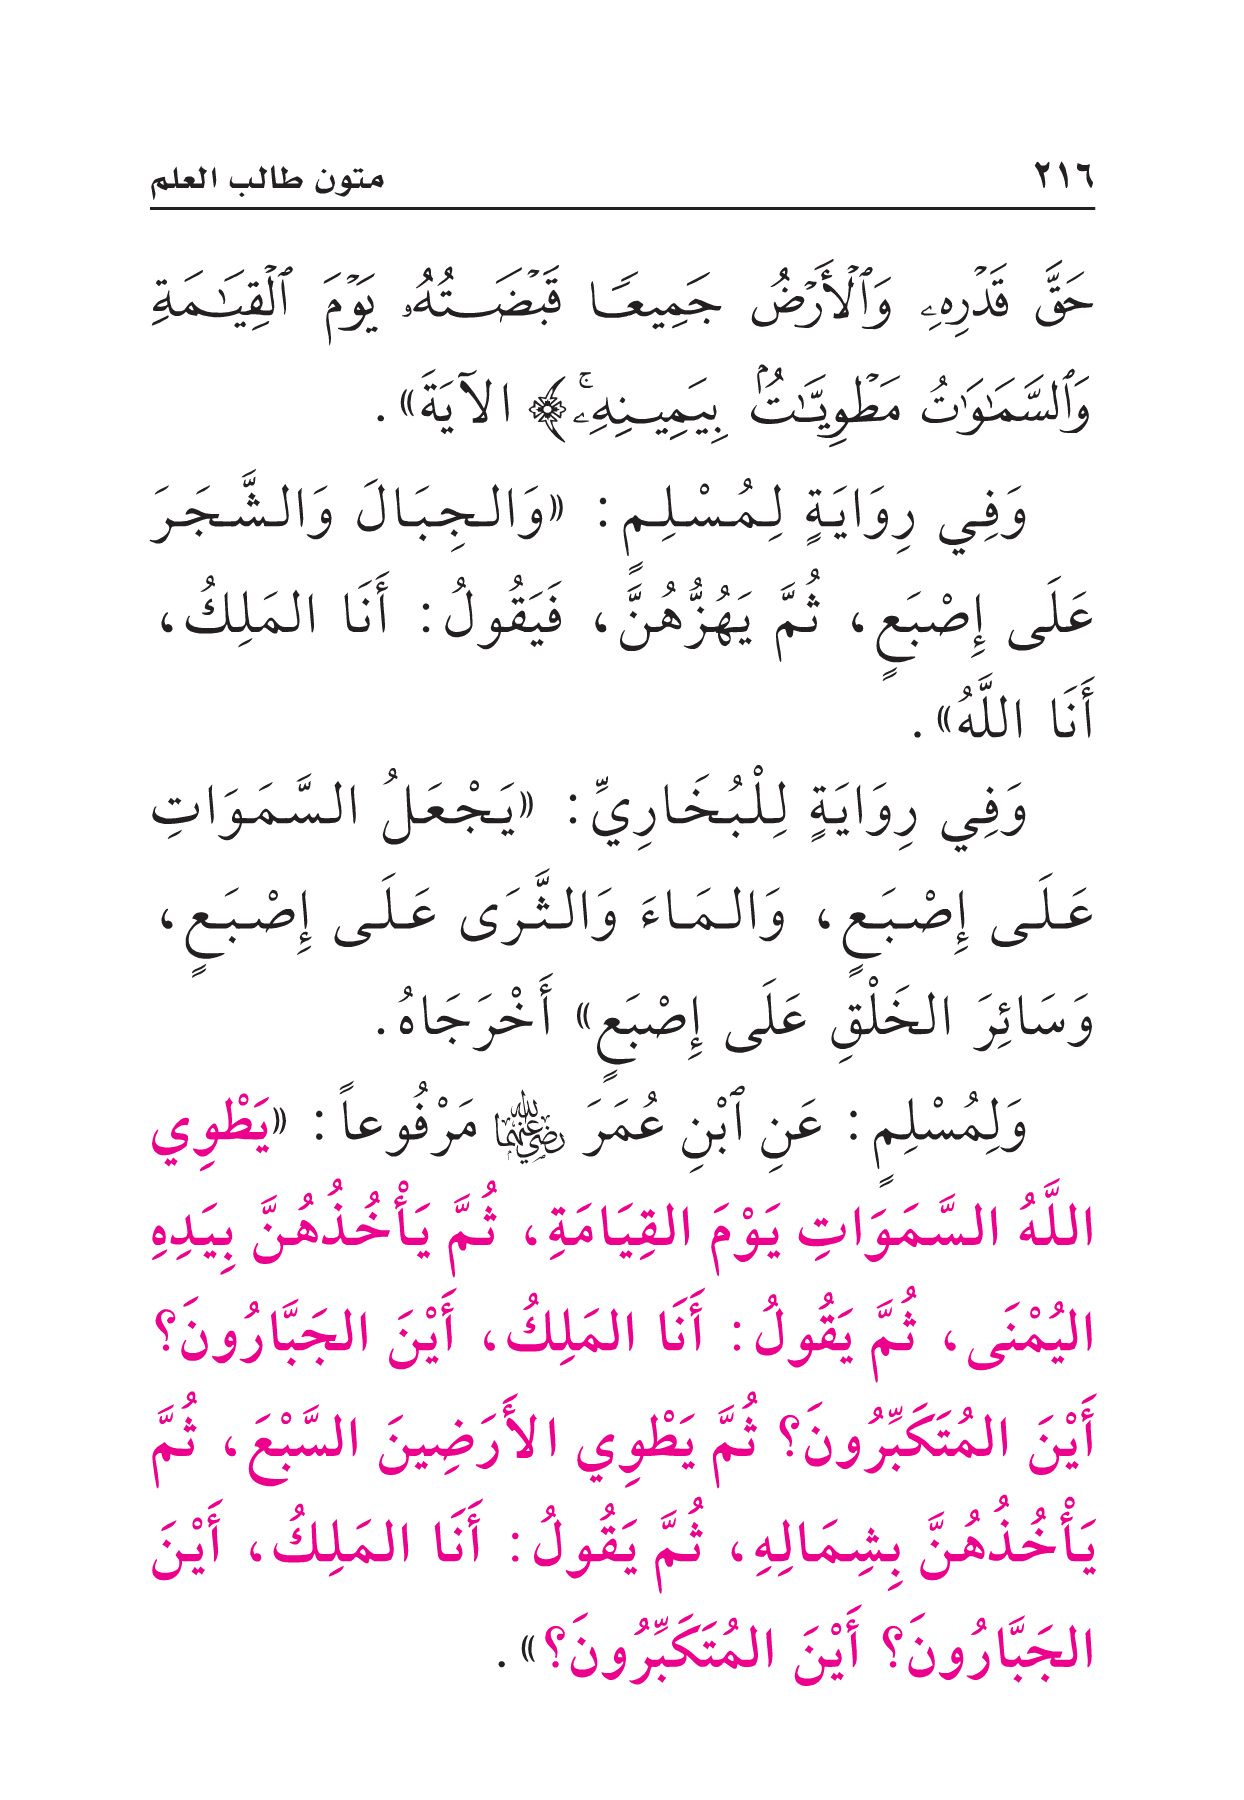 ٢١٦ متون طالب العلم
حَقَّ قَدْرِهِۦ وَٱلْأَرْضُ جَمِيعًا قَبْضَتُهُۥ يَوْمَ ٱلْقِيَٰمَةِ
وَٱلسَّمَٰوَٰتُ مَطْوِيَّٰتٌۢ بِيَمِينِهِۦۚ﴾ الآيَةَ».
وَفِي رِوَايَةٍ لِمُسْلِمٍ: «وَالجِبَالَ وَالشَّجَرَ
عَلَى إِصْبَعٍ، ثُمَّ يَهُزُّهُنَّ، فَيَقُولُ: أَنَا المَلِكُ،
أَنَا اللَّهُ».
وَفِي رِوَايَةٍ لِلْبُخَارِيِّ: «يَجْعَلُ السَّمَوَاتِ
عَلَى إِصْبَعٍ، وَالمَاءَ وَالثَّرَى عَلَى إِصْبَعٍ،
وَسَائِرَ الخَلْقِ عَلَى إِصْبَعٍ» أَخْرَجَاهُ.
وَلِمُسْلِمٍ: عَنِ ٱبْنِ عُمَرَ رضي الله عنهما مَرْفُوعاً: «يَطْوِي
اللَّهُ السَّمَوَاتِ يَوْمَ القِيَامَةِ، ثُمَّ يَأْخُذُهُنَّ بِيَدِهِ
اليُمْنَى، ثُمَّ يَقُولُ: أَنَا المَلِكُ، أَيْنَ الجَبَّارُونَ؟
أَيْنَ المُتَكَبِّرُونَ؟ ثُمَّ يَطْوِي الأَرَضِينَ السَّبْعَ، ثُمَّ
يَأْخُذُهُنَّ بِشِمَالِهِ، ثُمَّ يَقُولُ: أَنَا المَلِكُ، أَيْنَ
الجَبَّارُونَ؟ أَيْنَ المُتَكَبِّرُونَ؟».